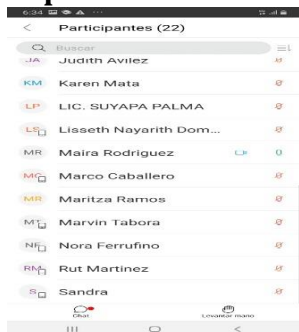 6:34
Participantes (22)
Buscar
JA Judith Avilez
KM Karen Mata
LP LIC. SUYAPA PALMA
LS Lisseth Nayarith Dom...
MR Maira Rodriguez
MC Marco Caballero
MR Maritza Ramos
MT Marvin Tabora
NF Nora Ferrufino
RM Rut Martinez
S Sandra
Chat
Levantar mano